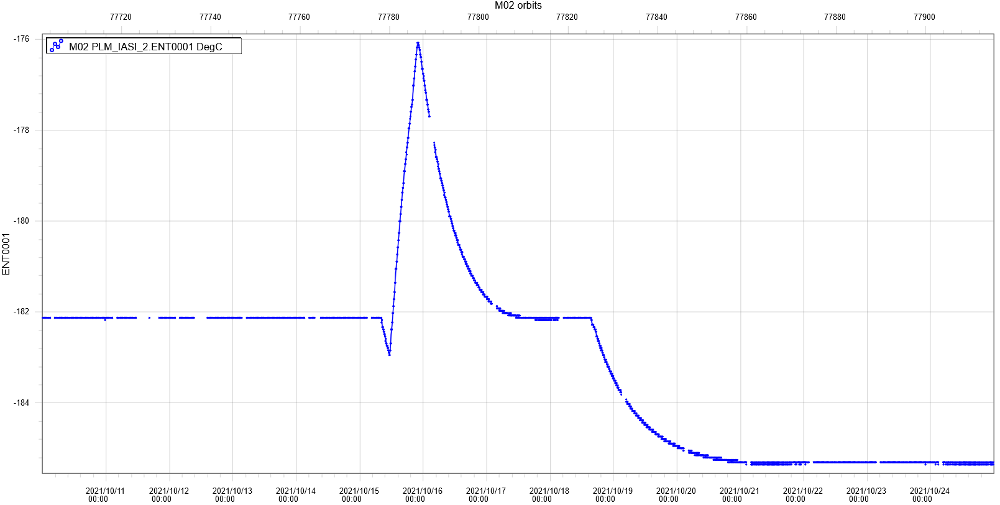 M02 orbits
77720 77740 77760 77780 77800 77820 77840 77860 77880 77900
M02 PLM_IASI_2.ENT0001 DegC
-176
-178
-180
-182
-184
ENT0001
2021/10/11 2021/10/12 2021/10/13 2021/10/14 2021/10/15 2021/10/16 2021/10/17 2021/10/18 2021/10/19 2021/10/20 2021/10/21 2021/10/22 2021/10/23 2021/10/24
00:00 00:00 00:00 00:00 00:00 00:00 00:00 00:00 00:00 00:00 00:00 00:00 00:00 00:00